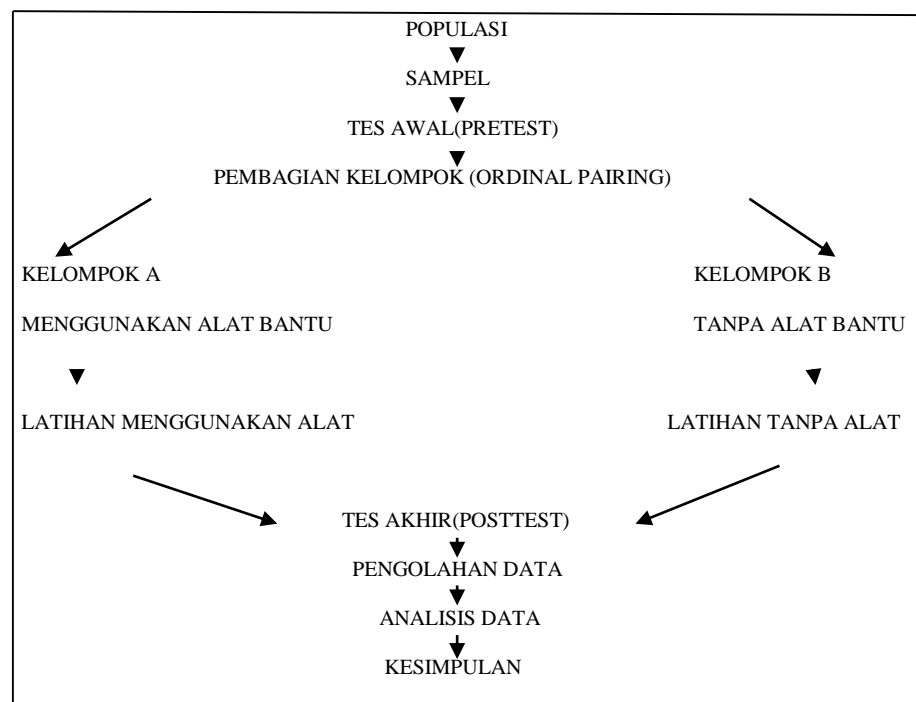 POPULASI
SAMPEL
TES AWAL(PRETEST)
PEMBAGIAN KELOMPOK (ORDINAL PAIRING)
KELOMPOK A
KELOMPOK B
MENGGUNAKAN ALAT BANTU
TANPA ALAT BANTU
LATIHAN MENGGUNAKAN ALAT
LATIHAN TANPA ALAT
TES AKHIR(POSTTEST)
PENGOLAHAN DATA
ANALISIS DATA
KESIMPULAN